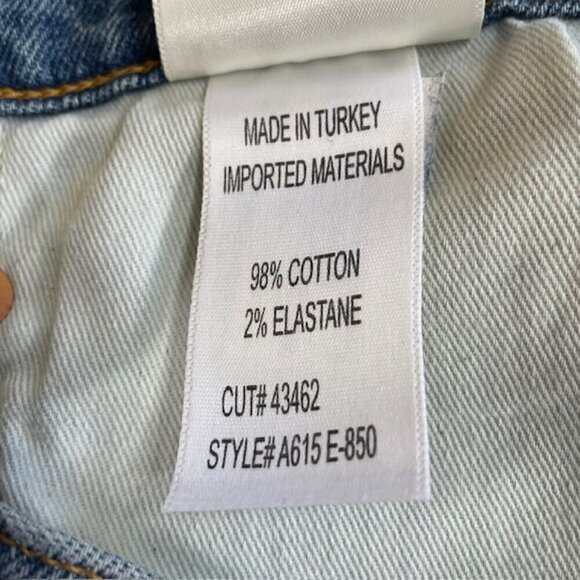 MADE IN TURKEY
IMPORTED MATERIALS
98% COTTON
2% ELASTANE
CUT# 43462
STYLE# A615 E-850